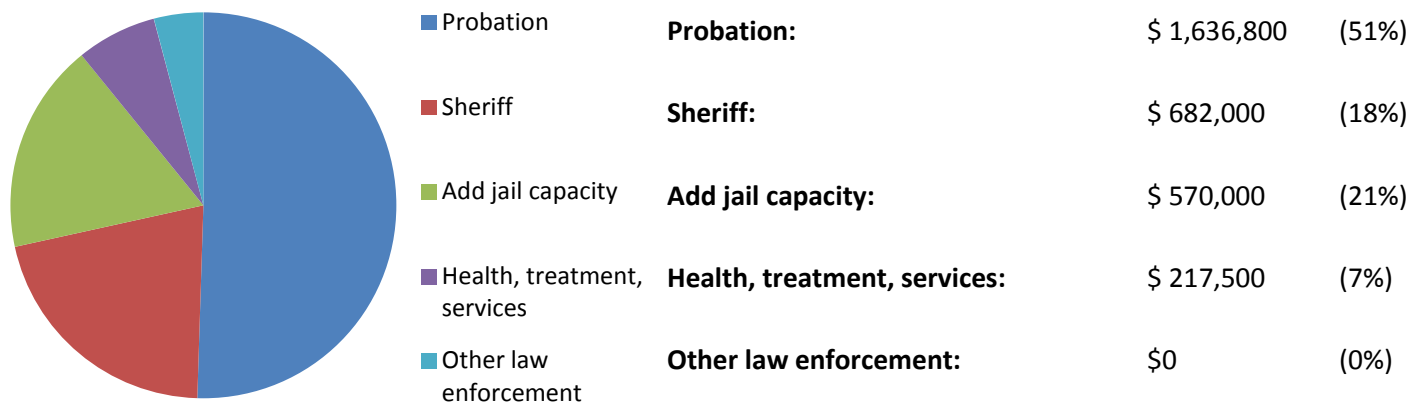 Probation
Sheriff
Add jail capacity
Health, treatment,
services
Other law
enforcement
Probation: $ 1,636,800 (51%)
Sheriff: $ 682,000 (18%)
Add jail capacity: $ 570,000 (21%)
Health, treatment, services: $ 217,500 (7%)
Other law enforcement: $0 (0%)